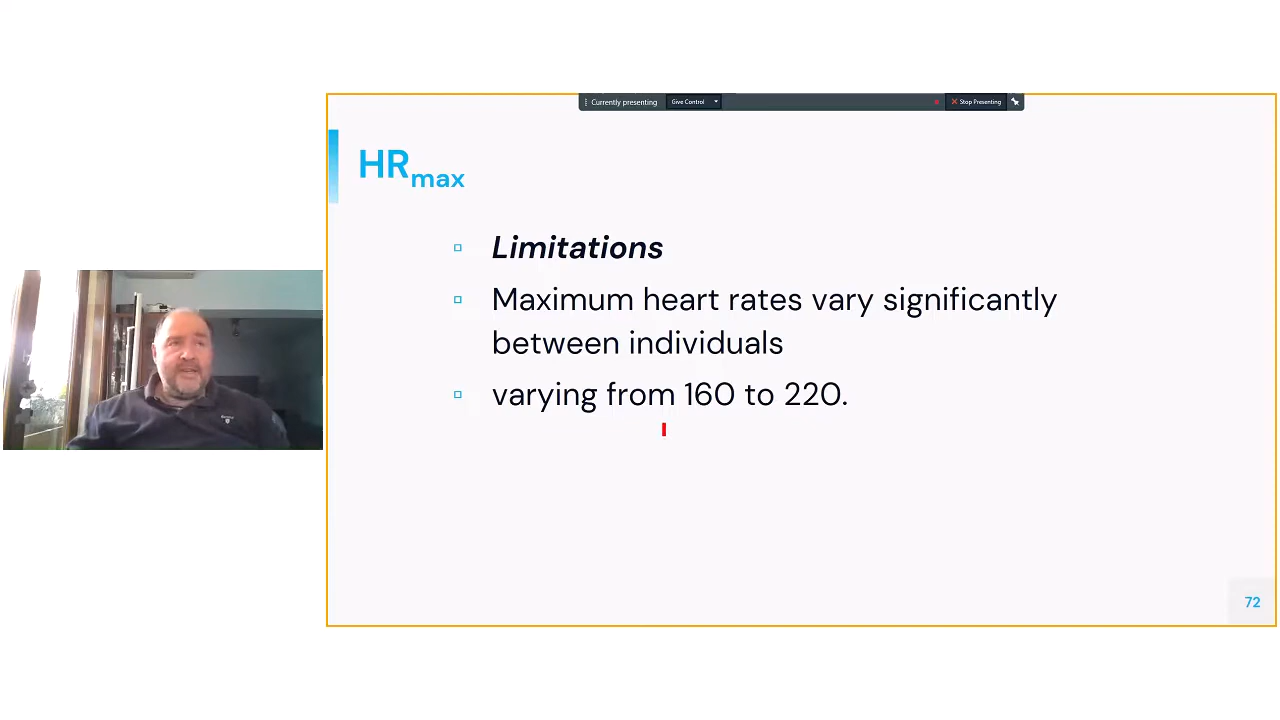 Currently presenting Give Control Stop Presenting
HRmax
Limitations
Maximum heart rates vary significantly
between individuals
varying from 160 to 220.
72